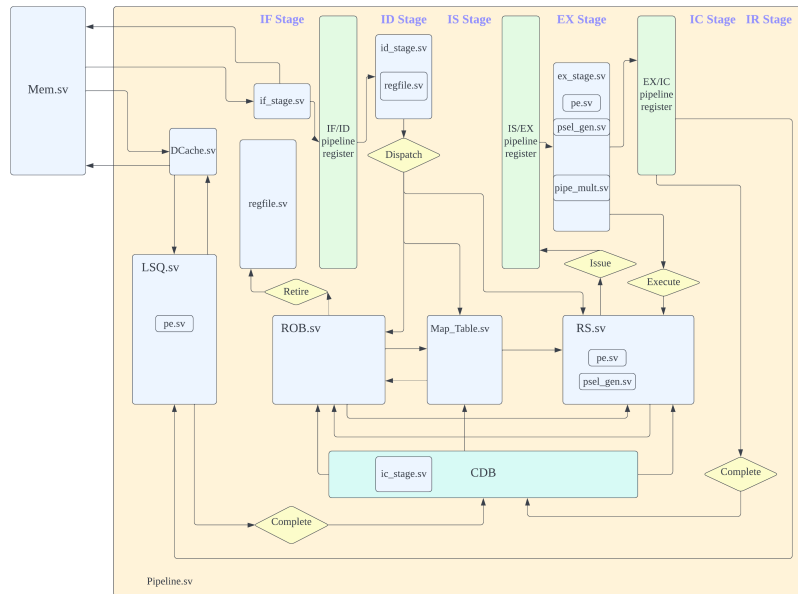 IF Stage
ID Stage
IS Stage
EX Stage
IC Stage
IR Stage
Mem.sv
if_stage.sv
DCache.sv
regfile.sv
IF/ID
pipeline
register
id_stage.sv
regfile.sv
Dispatch
IS/EX
pipeline
register
ex_stage.sv
pe.sv
psel_gen.sv
pipe_mult.sv
EX/IC
pipeline
register
LSQ.sv
pe.sv
Retire
Issue
Execute
ROB.sv
Map_Table.sv
RS.sv
pe.sv
psel_gen.sv
ic_stage.sv
CDB
Complete
Complete
Pipeline.sv